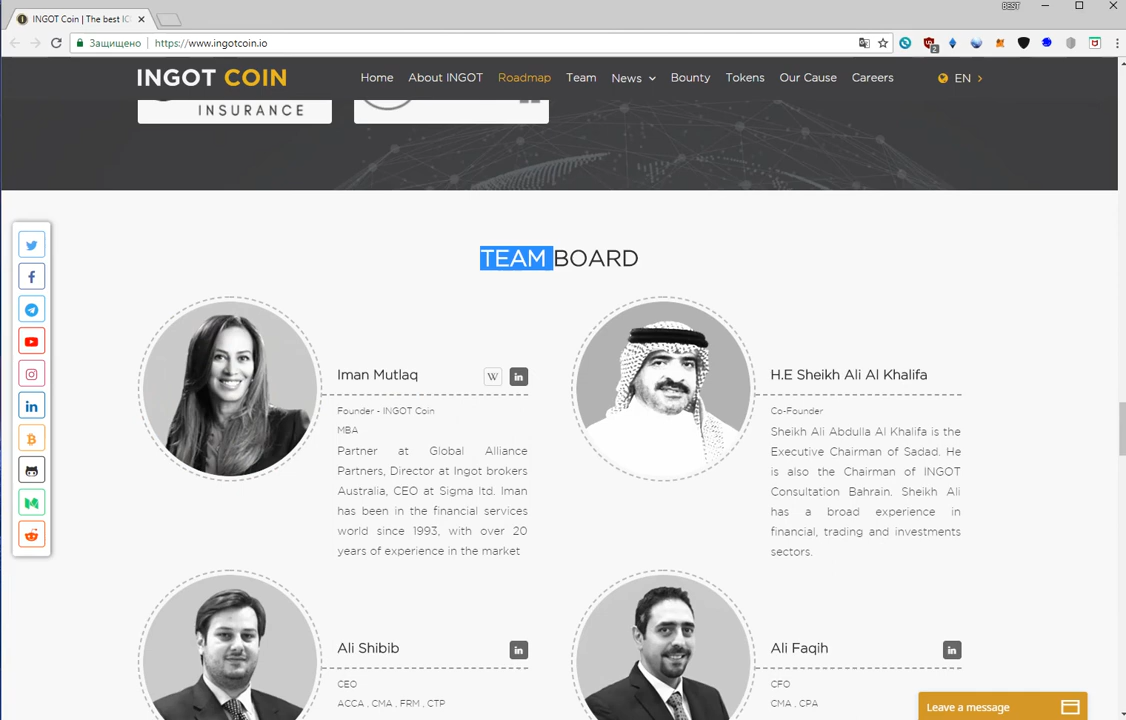 INGOT Coin | The best IC
BEST
Защищено
https://www.ingotcoin.io
2
INGOT COIN
Home
About INGOT
Roadmap
Team
News
Bounty
Tokens
Our Cause
Careers
EN
INSURANCE
TEAM BOARD
Iman Mutlaq
W
in
Founder - INGOT Coin
MBA
Partner at Global Alliance
Partners, Director at Ingot brokers
Australia, CEO at Sigma ltd. Iman
has been in the financial services
world since 1993, with over 20
years of experience in the market
H.E Sheikh Ali Al Khalifa
Co-Founder
Sheikh Ali Abdulla Al Khalifa is the
Executive Chairman of Sadad. He
is also the Chairman of INGOT
Consultation Bahrain. Sheikh Ali
has a broad experience in
financial, trading and investments
sectors.
Ali Shibib
in
CEO
ACCA , CMA , FRM , CTP
Ali Faqih
in
CFO
CMA , CPA
Leave a message